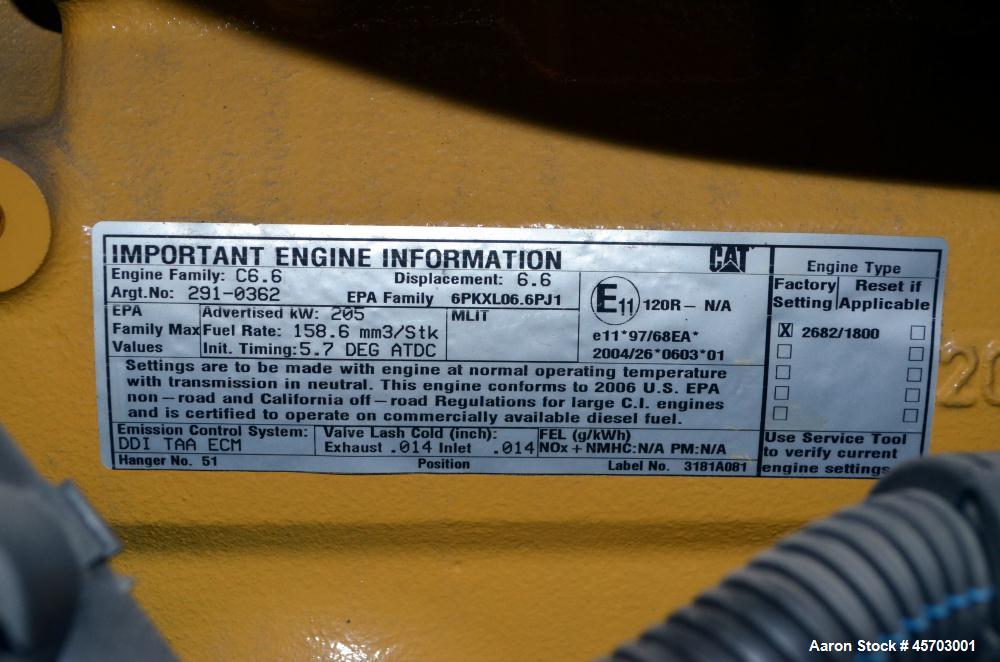 IMPORTANT ENGINE INFORMATION CAT
Engine Family: C6.6 Displacement: 6.6
Argt.No: 291-0362 EPA Family 6PKXL06.6PJ1
EPA Advertised kW: 205 MLIT
Family Max Fuel Rate: 158.6 mm3/Stk
Values Init. Timing: 5.7 DEG ATDC
E11 120R – N/A
e11*97/68EA*
2004/26*0603*01
Settings are to be made with engine at normal operating temperature
with transmission in neutral. This engine conforms to 2006 U.S. EPA
non – road and California off – road Regulations for large C.I. engines
and is certified to operate on commercially available diesel fuel.
Emission Control System: Valve Lash Cold (inch): FEL (g/kWh)
DDI TAA ECM Exhaust .014 Inlet .014 NOx + NMHC:N/A PM:N/A
Hanger No. 51 Position Label No. 3181A081
Engine Type
Factory Reset if
Setting Applicable
X 2682/1800
Use Service Tool
to verify current
engine settings
20
Aaron Stock # 45703001